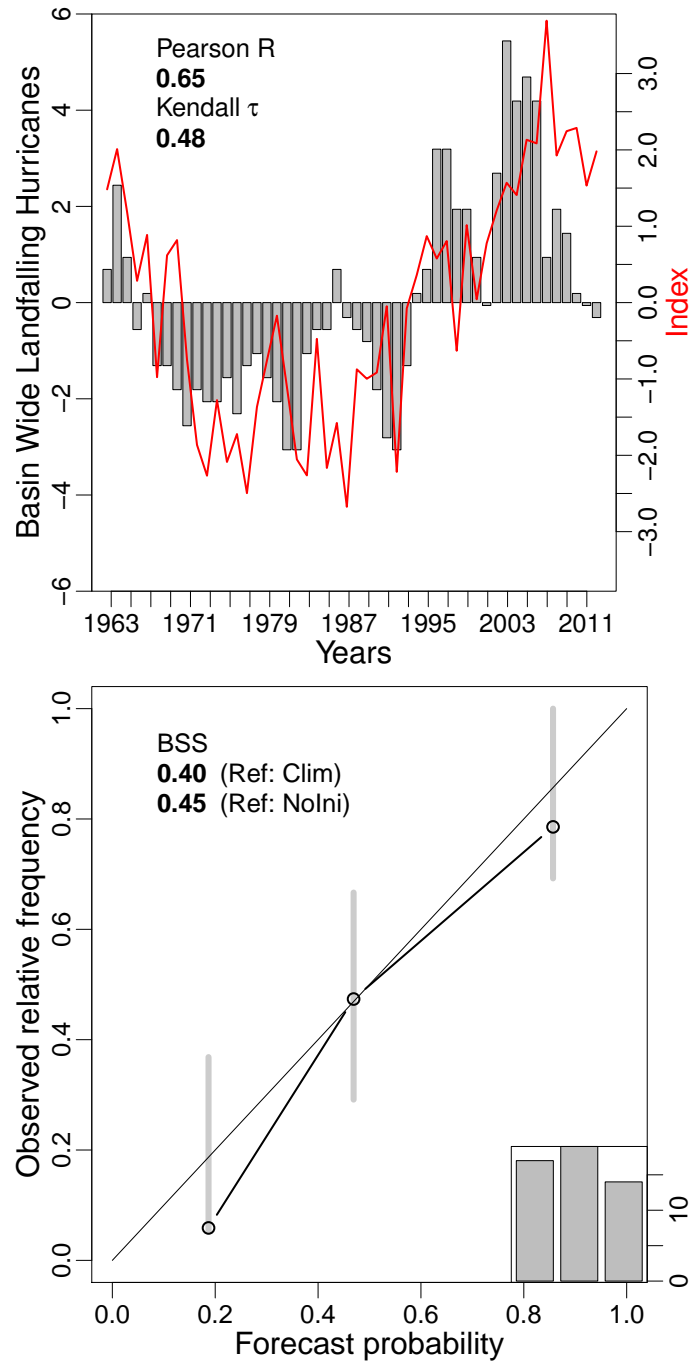 Pearson R
0.65
Kendall τ
0.48
Basin Wide Landfalling Hurricanes
6
4
2
0
−2
−4
−6
3.0
2.0
1.0
0.0
−1.0
−2.0
−3.0
Index
1963 1971 1979 1987 1995 2003 2011
Years
BSS
0.40 (Ref: Clim)
0.45 (Ref: NoIni)
Observed relative frequency
1.0
0.8
0.6
0.4
0.2
0.0
10
0
0.0 0.2 0.4 0.6 0.8 1.0
Forecast probability